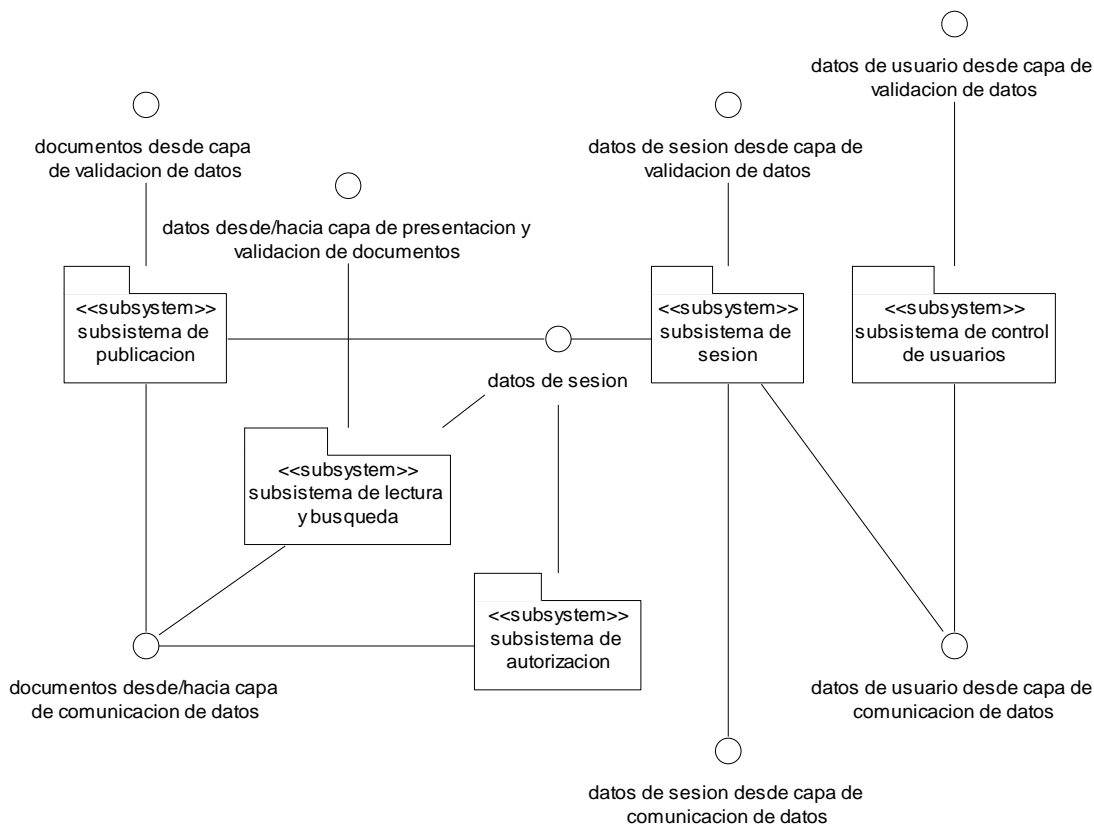 datos de usuario desde capa de
validacion de datos
documentos desde capa
de validacion de datos
datos de sesion desde capa de
validacion de datos
datos desde/hacia capa de presentacion y
validacion de documentos
<<subsystem>>
subsistema de
publicacion
<<subsystem>>
subsistema de
sesion
<<subsystem>>
subsistema de control
de usuarios
datos de sesion
<<subsystem>>
subsistema de lectura
y busqueda
<<subsystem>>
subsistema de
autorizacion
documentos desde/hacia capa
de comunicacion de datos
datos de usuario desde capa de
comunicacion de datos
datos de sesion desde capa de
comunicacion de datos